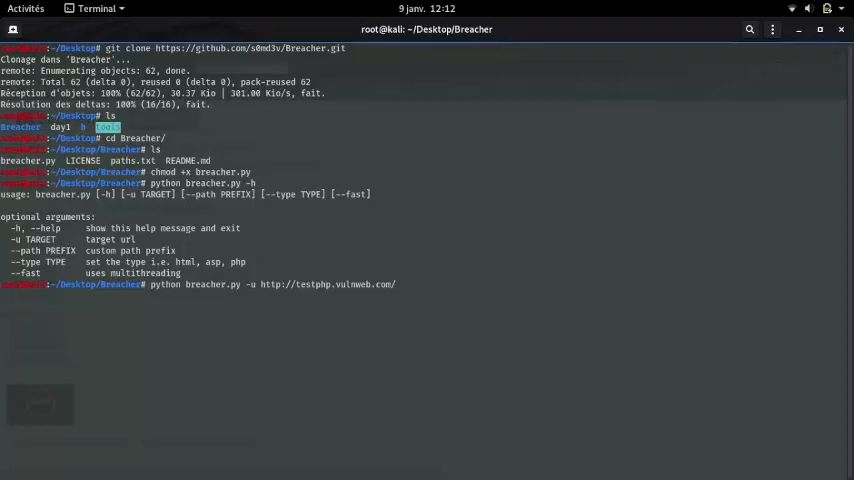 Activités
Terminal
9 janv. 12:12
root@kali: ~/Desktop/Breacher
root@kali:~/Desktop# git clone https://github.com/s0md3v/Breacher.git
Clonage dans 'Breacher'...
remote: Enumerating objects: 62, done.
remote: Total 62 (delta 0), reused 0 (delta 0), pack-reused 62
Réception d'objets: 100% (62/62), 30.37 Kio | 301.00 Kio/s, fait.
Résolution des deltas: 100% (16/16), fait.
root@kali:~/Desktop# ls
Breacher day1 h tools
root@kali:~/Desktop# cd Breacher/
root@kali:~/Desktop/Breacher# ls
breacher.py LICENSE paths.txt README.md
root@kali:~/Desktop/Breacher# chmod +x breacher.py
root@kali:~/Desktop/Breacher# python breacher.py -h
usage: breacher.py [-h] [-u TARGET] [--path PREFIX] [--type TYPE] [--fast]
optional arguments:
-h, --help show this help message and exit
-u TARGET target url
--path PREFIX custom path prefix
--type TYPE set the type i.e. html, asp, php
--fast uses multithreading
root@kali:~/Desktop/Breacher# python breacher.py -u http://testphp.vulnweb.com/